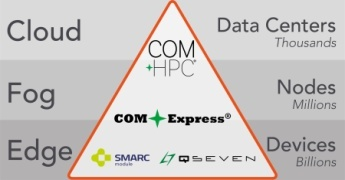 Cloud
COM
HPC
Data Centers
Thousands
Fog
COM Express®
Nodes
Millions
Edge
SMARC
module
QSEVEN
Devices
Billions